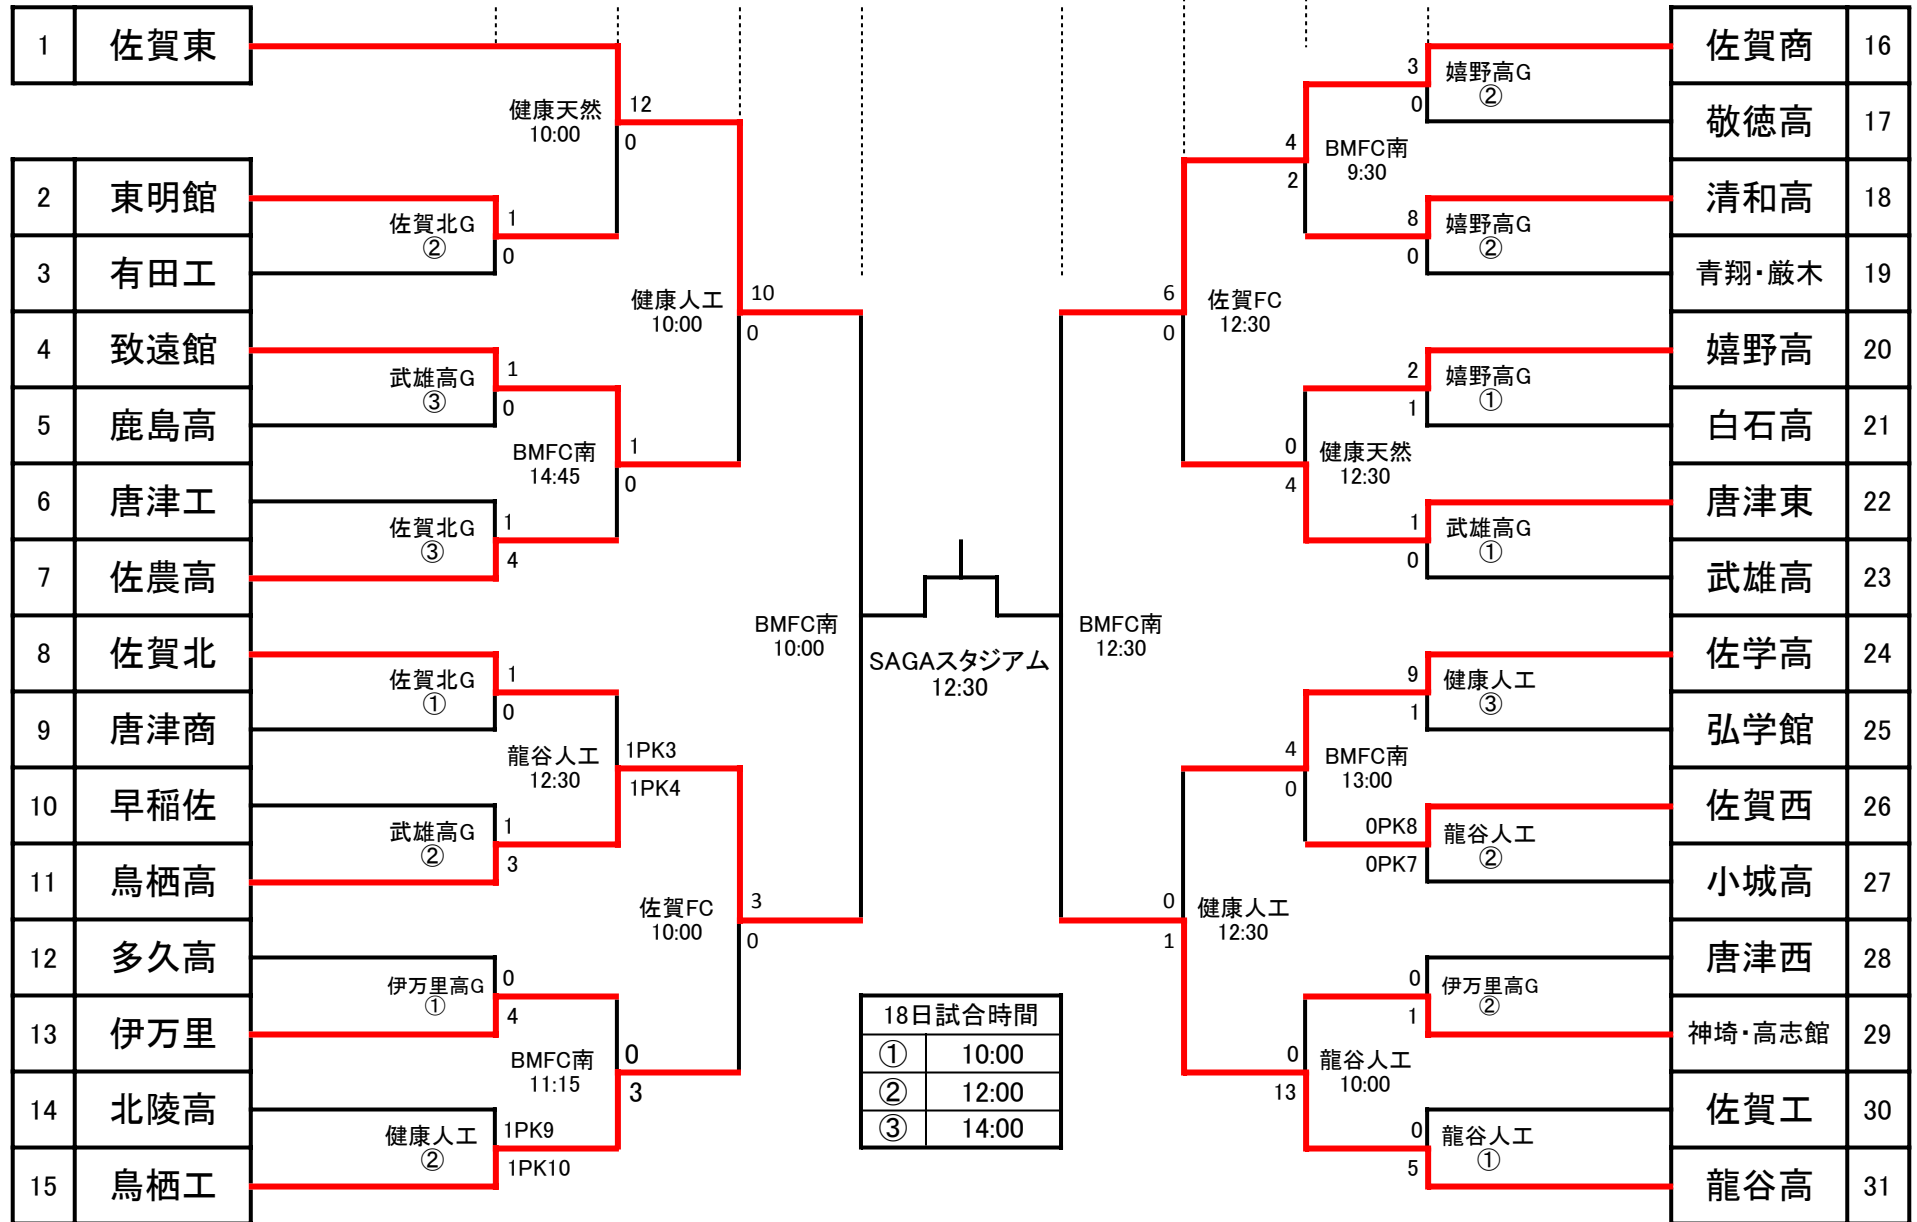 1 佐賀東
2 東明館
3 有田工
4 致遠館
5 鹿島高
6 唐津工
7 佐農高
8 佐賀北
9 唐津商
10 早稲佐
11 鳥栖高
12 多久高
13 伊万里
14 北陵高
15 鳥栖工
佐賀北G
②
1
0
武雄高G
③
1
0
佐賀北G
③
1
4
佐賀北G
①
1
0
武雄高G
②
1
3
伊万里高G
①
0
4
健康人工
②
1PK9
1PK10
健康天然
10:00
12
0
BMFC南
14:45
1
0
龍谷人工
12:30
1PK3
1PK4
BMFC南
11:15
0
3
健康人工
10:00
10
0
佐賀FC
10:00
3
0
BMFC南
10:00
SAGAスタジアム
12:30
BMFC南
12:30
18日試合時間
① 10:00
② 12:00
③ 14:00
6
0
佐賀FC
12:30
0
1
健康人工
12:30
4
2
BMFC南
9:30
0
4
健康天然
12:30
4
0
BMFC南
13:00
0
13
龍谷人工
10:00
3
0
嬉野高G
②
8
0
嬉野高G
②
2
1
嬉野高G
①
1
0
武雄高G
①
9
1
健康人工
③
0PK8
0PK7
龍谷人工
②
0
1
伊万里高G
②
0
5
龍谷人工
①
佐賀商 16
敬徳高 17
清和高 18
青翔・厳木 19
嬉野高 20
白石高 21
唐津東 22
武雄高 23
佐学高 24
弘学館 25
佐賀西 26
小城高 27
唐津西 28
神埼・高志館 29
佐賀工 30
龍谷高 31